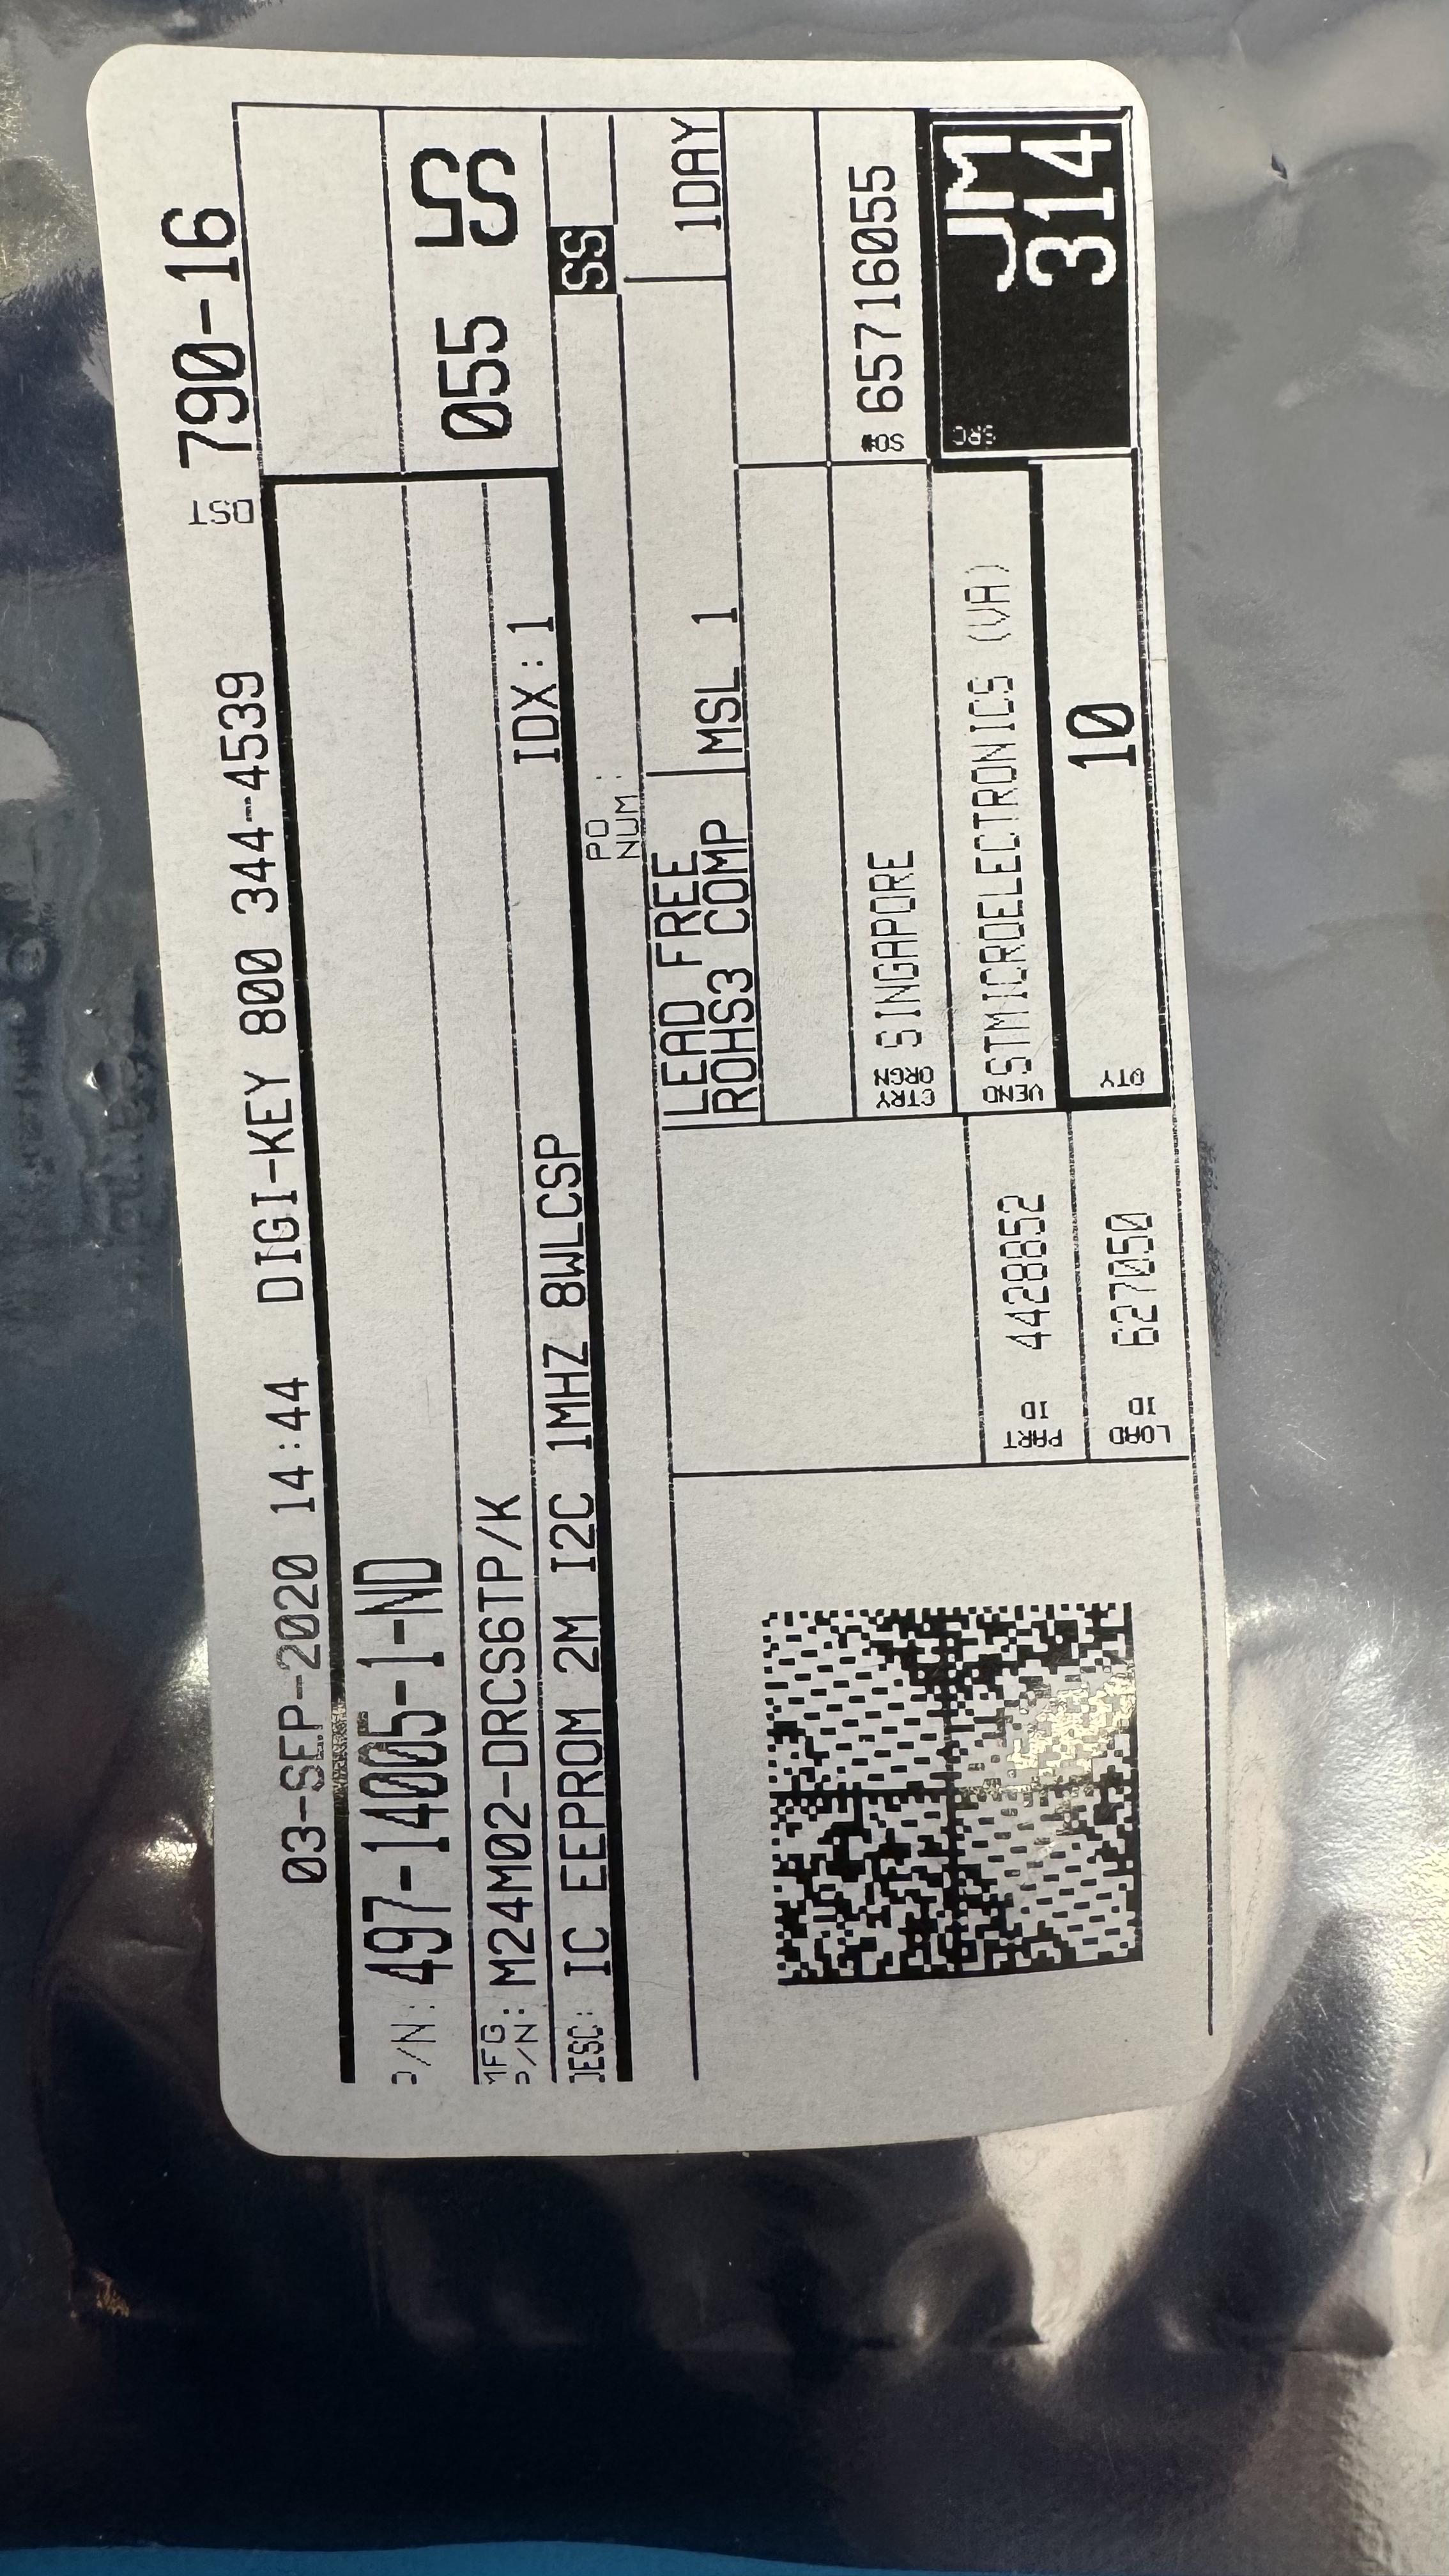 DST 790-16
03-SEP-2020 14:44 DIGI-KEY 800 344-4539
P/N: 497-14005-1-ND
MFG
P/N: M24M02-DRCS6TP/K
IDX:1
055
DESC: IC EEPROM 2M I2C 1MHZ 8WLCSP
SS
PO
NUM:
LEAD FREE
ROHS3 COMP
MSL 1
1DAY
CTRY
ORGN SINGAPORE
SO# 65716055
VEND STMICROELECTRONICS (VA)
SRC JM
314
PART
ID 4428852
LOAD
ID 627050
QTY 10